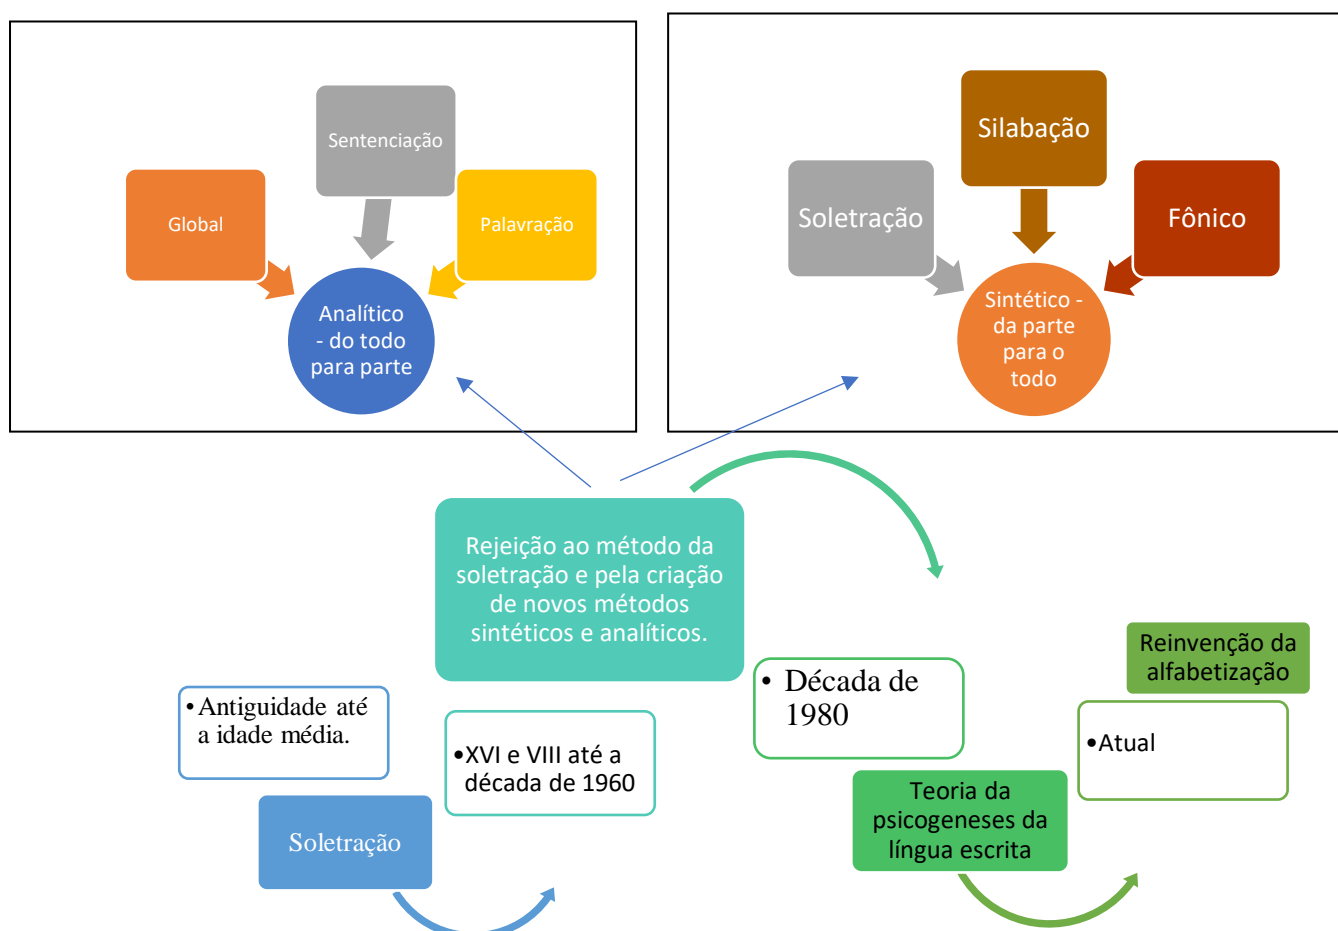 Sentenciação
Global
Palavração
Analítico
- do todo
para parte
Silabação
Soletração
Fônico
Sintético -
da parte
para o
todo
Rejeição ao método da
soletração e pela criação
de novos métodos
sintéticos e analíticos.
• Antiguidade até
a idade média.
Soletração
•XVI e VIII até a
década de 1960
• Década de
1980
Teoria da
psicogeneses da
língua escrita
Reinvenção da
alfabetização
•Atual